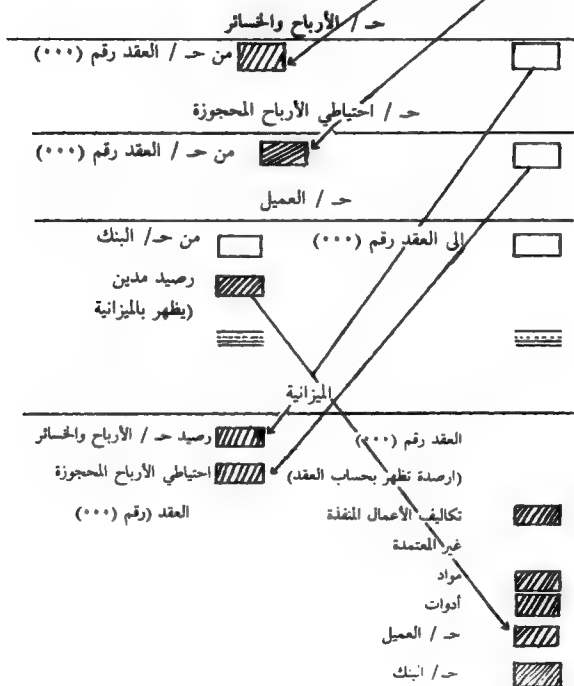 حـ / الأرباح والخسائر
من حـ / العقد رقم (٠٠٠)
حـ / احتياطي الأرباح المحجوزة
من حـ / العقد رقم (٠٠٠)
حـ / العميل
إلى العقد رقم (٠٠٠) من حـ/ البنك
رصيد مدين
(يظهر بالميزانية
الميزانية
العقد رقم (٠٠٠) رصيد حـ / الأرباح والخسائر
(ارصدة تظهر بحساب العقد) احتياطي الأرباح المحجوزة
تكاليف الأعمال المنفذة العقد (رقم (٠٠٠)
غير المعتمدة
مواد
أدوات
حـ / العميل
حـ / البنك